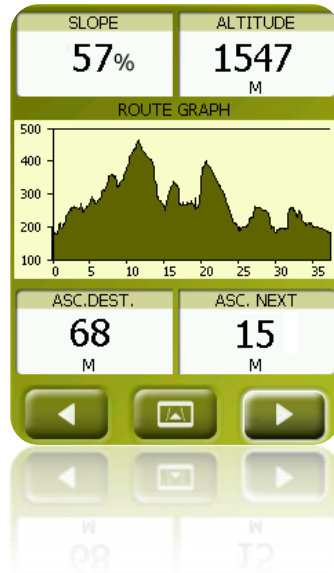 SLOPE ALTITUDE
57% 1547
M
ROUTE GRAPH
500
400
300
200
100
0 5 10 15 20 25 30 35
ASC.DEST. ASC. NEXT
68 15
M M